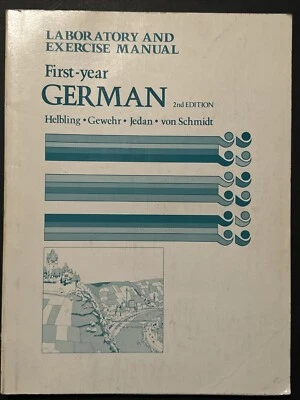 LABORATORY AND
EXERCISE MANUAL
First-year
GERMAN 2nd EDITION
Helbling • Gewehr • Jedan • von Schmidt